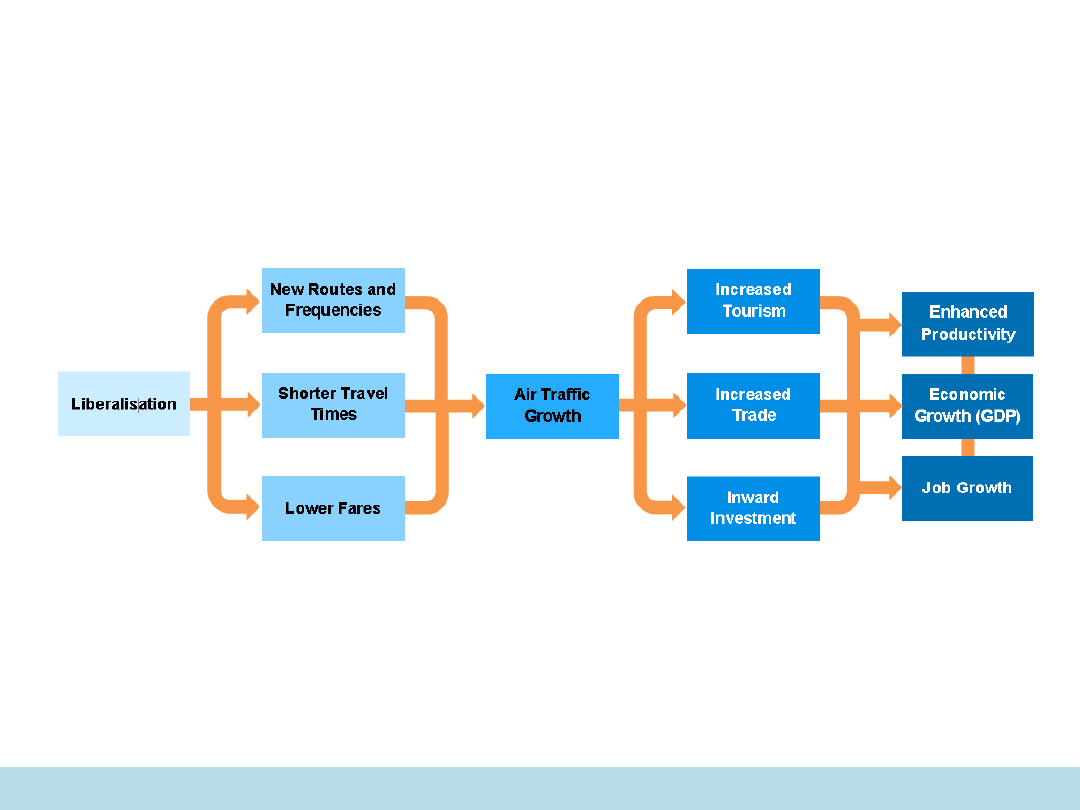 Liberalisation
New Routes and
Frequencies
Shorter Travel
Times
Lower Fares
Air Traffic
Growth
Increased
Tourism
Increased
Trade
Inward
Investment
Enhanced
Productivity
Economic
Growth (GDP)
Job Growth